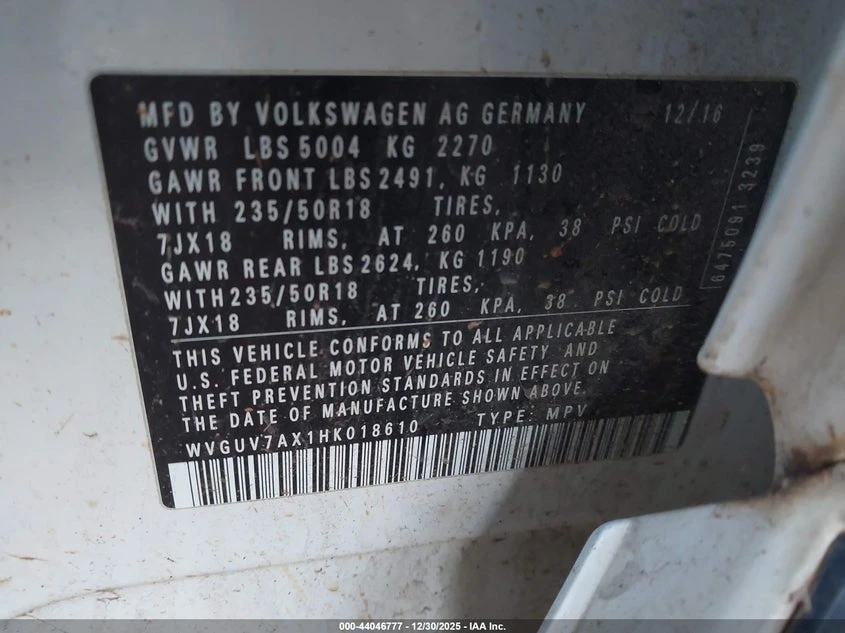 MFD BY VOLKSWAGEN AG GERMANY 12/16
GVWR LBS 5004 KG 2270
GAWR FRONT LBS 2491, KG 1130
WITH 235/50R18 TIRES,
7JX18 RIMS, AT 260 KPA, 38 PSI COLD
GAWR REAR LBS 2624, KG 1190
WITH 235/50R18 TIRES,
7JX18 RIMS, AT 260 KPA, 38 PSI COLD
THIS VEHICLE CONFORMS TO ALL APPLICABLE
U.S. FEDERAL MOTOR VEHICLE SAFETY AND
THEFT PREVENTION STANDARDS IN EFFECT ON
THE DATE OF MANUFACTURE SHOWN ABOVE.
WVGUV7AX1HK018610 TYPE: MPV
6475091 3239
000-44046777 - 12/30/2025 - IAA Inc.